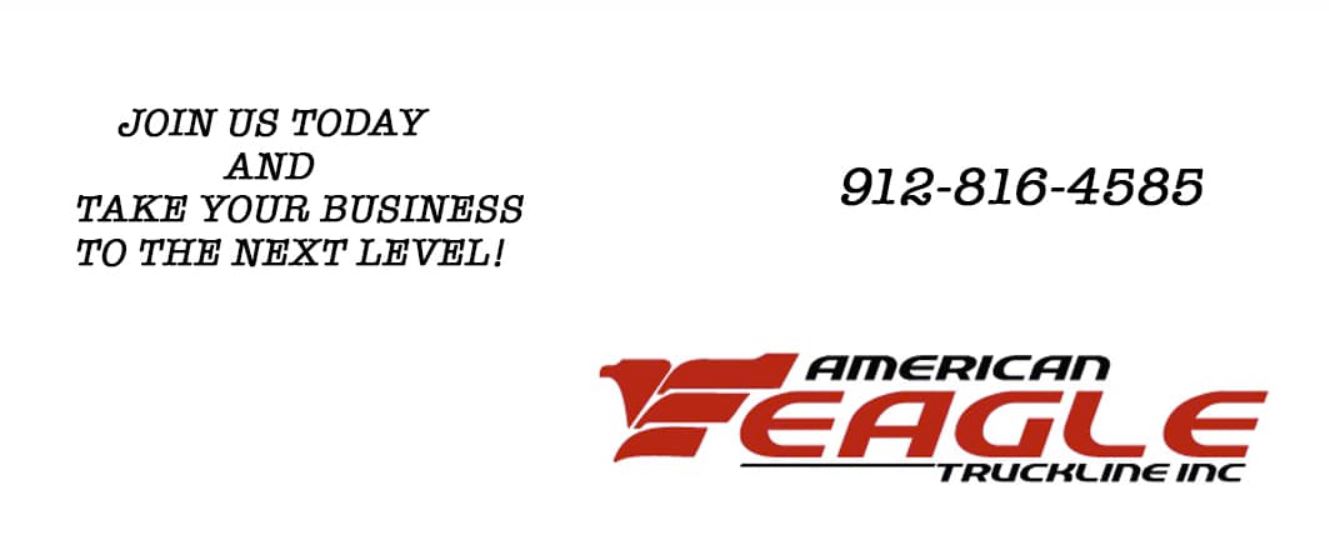 JOIN US TODAY
AND
TAKE YOUR BUSINESS
TO THE NEXT LEVEL!
912-816-4585
AMERICAN
EAGLE
TRUCKLINE INC